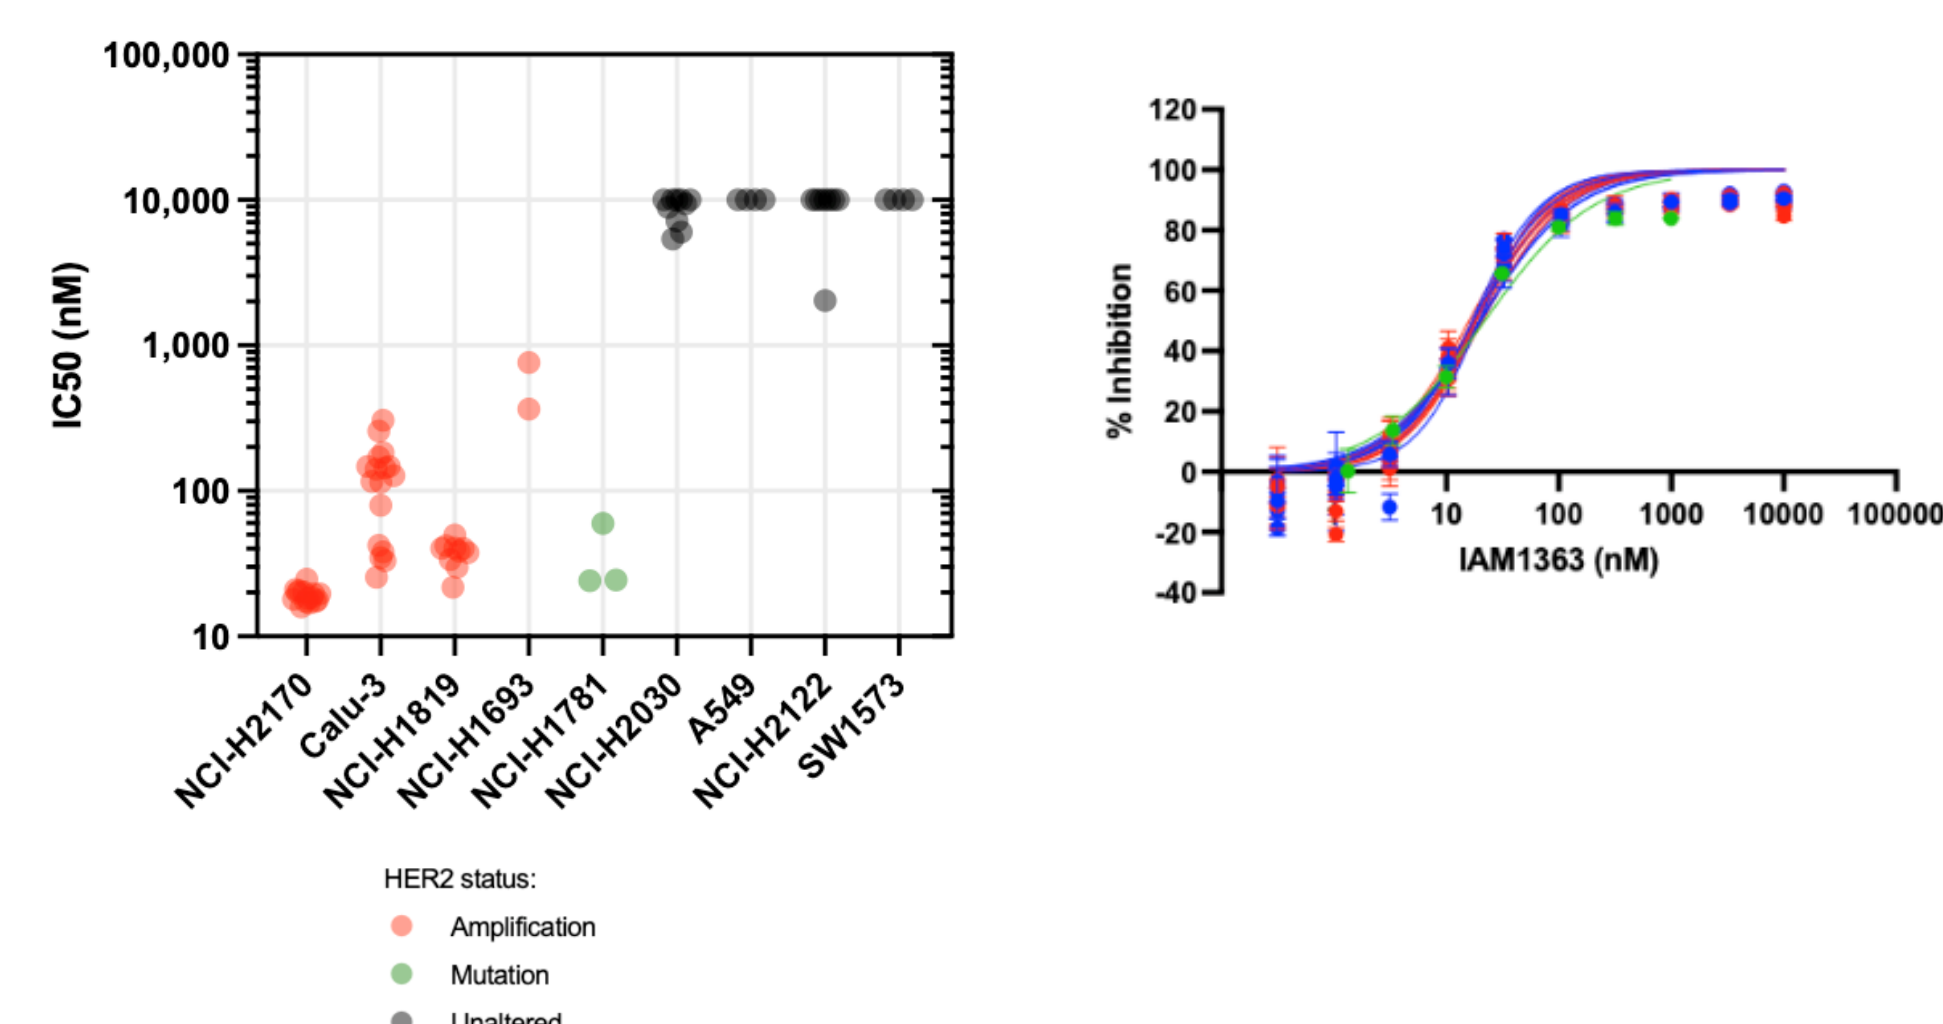 100,000
10,000
1,000
100
10
IC50 (nM)
NCI-H2170
Calu-3
NCI-H1819
NCI-H1693
NCI-H1781
NCI-H2030
A549
NCI-H2122
SW1573
HER2 status:
Amplification
Mutation
Unaltered
120
100
80
60
40
20
0
-20
-40
% Inhibition
10 100 1000 10000 100000
IAM1363 (nM)